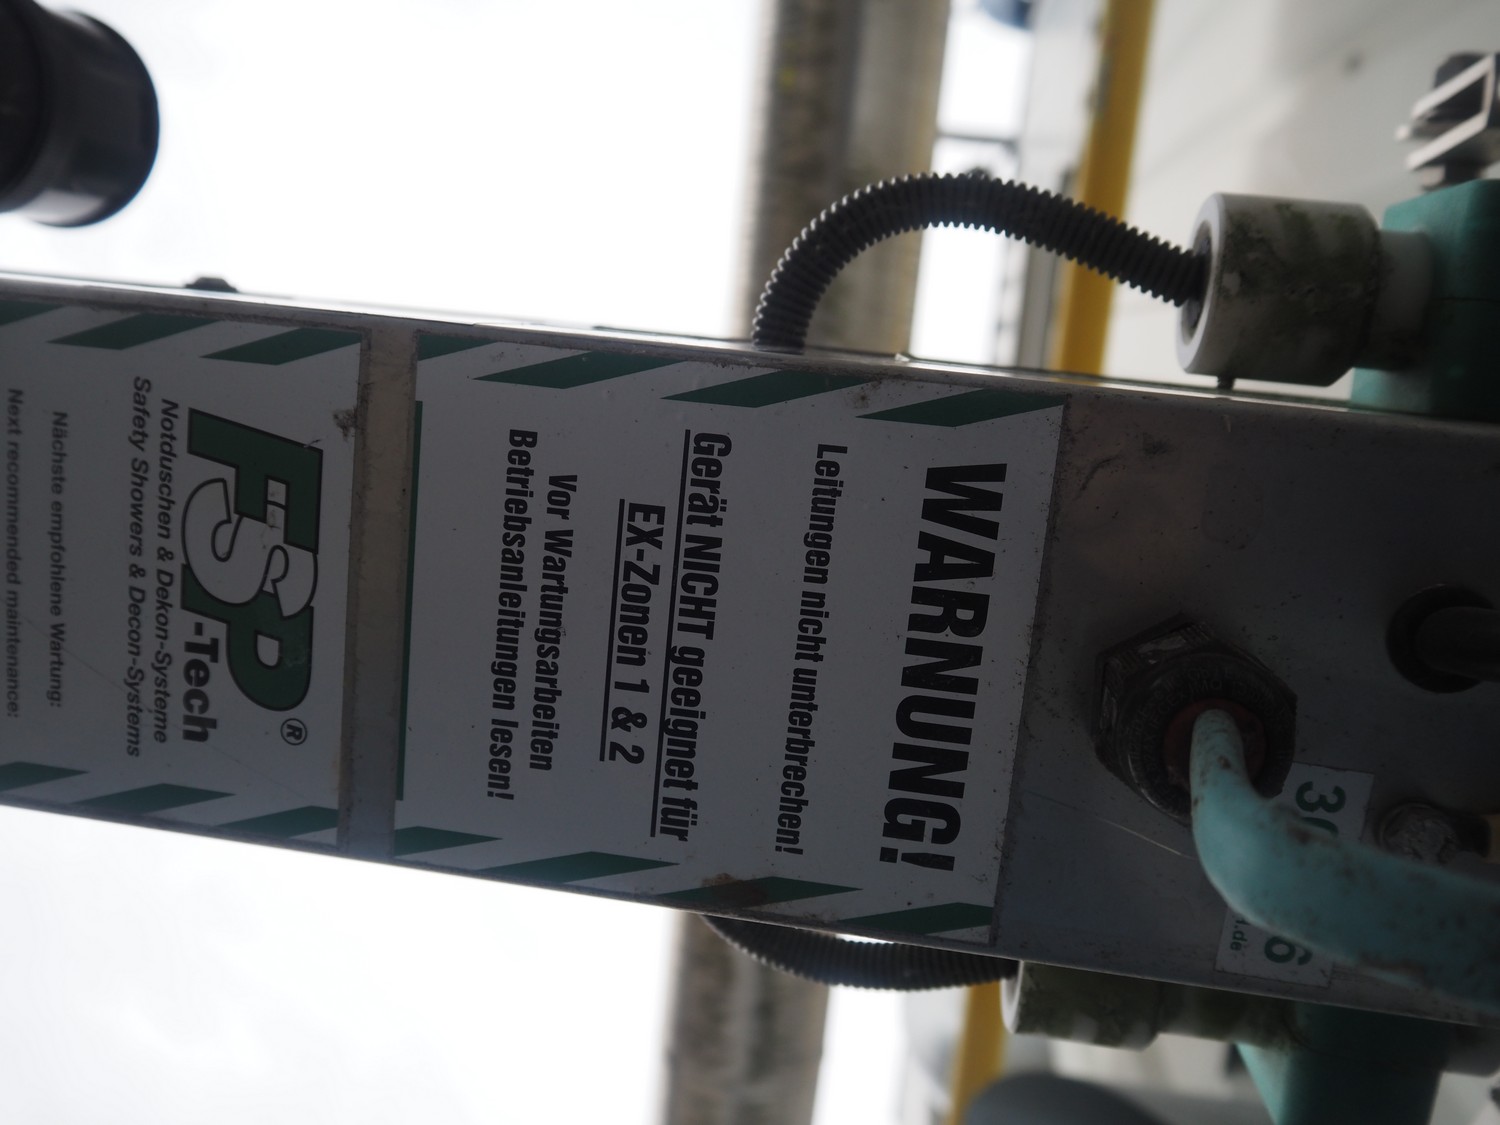 WARNUNG!
Leitungen nicht unterbrechen!
Gerät NICHT geeignet für
EX-Zonen 1 & 2
Vor Wartungsarbeiten
Betriebsanleitungen lesen!
FSP-Tech®
Notduschen & Dekon-Systeme
Safety Showers & Decon-Systems
Nächste empfohlene Wartung:
Next recommended maintenance: